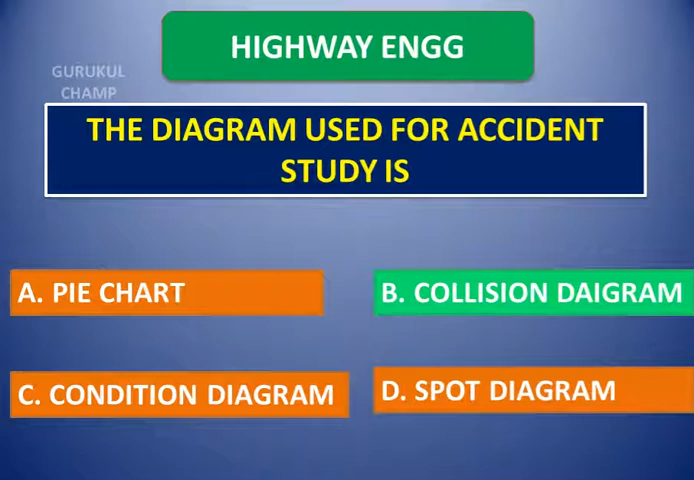 HIGHWAY ENGG
GURUKUL
CHAMP
THE DIAGRAM USED FOR ACCIDENT
STUDY IS
A. PIE CHART
B. COLLISION DAIGRAM
C. CONDITION DIAGRAM
D. SPOT DIAGRAM